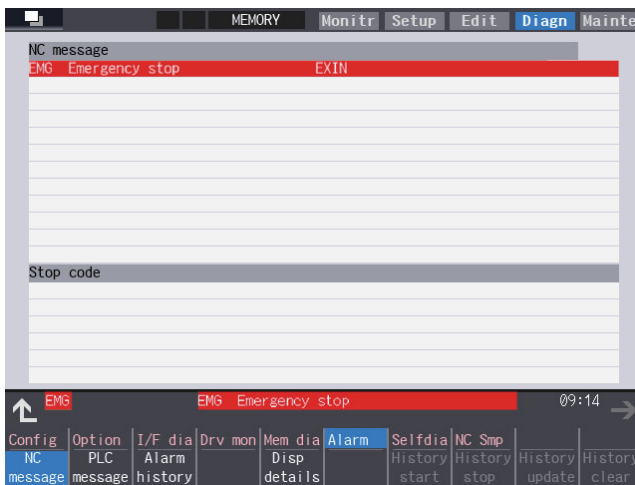 MEMORY Monitr Setup Edit Diagn Mainte
NC message
EMG Emergency stop EXIN
Stop code
EMG EMG Emergency stop 09:14
Config Option I/F dia Drv mon Mem dia Alarm Selfdia NC Smp
NC PLC Alarm Disp History History History History
message message history details start stop update clear